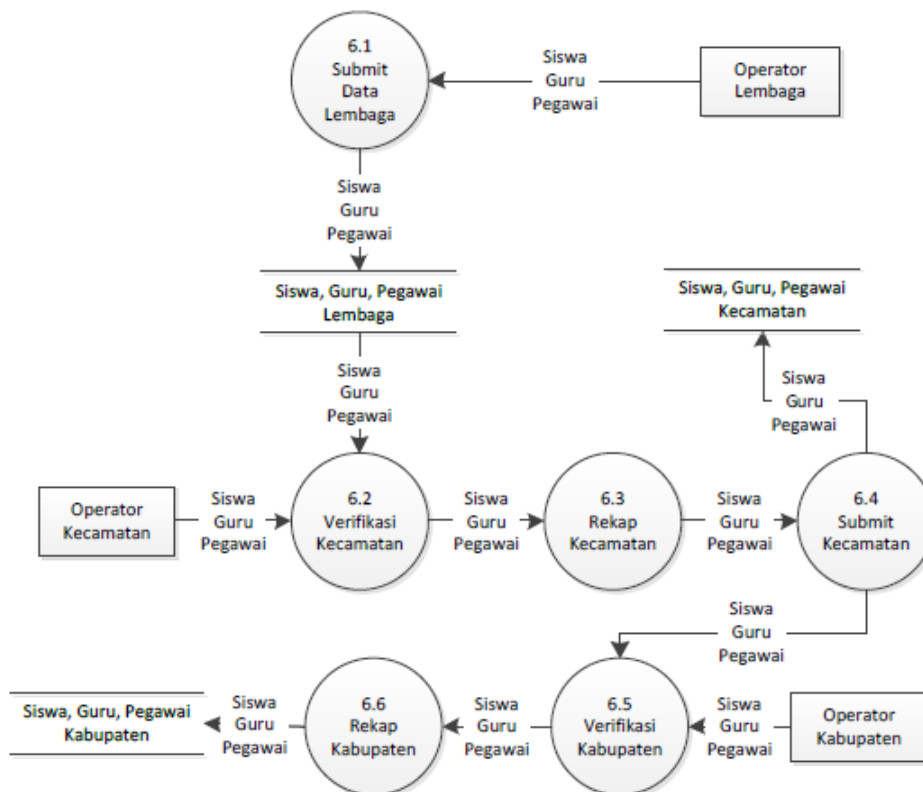 6.1
Submit
Data
Lembaga
Siswa
Guru
Pegawai
Operator
Lembaga
Siswa
Guru
Pegawai
Siswa, Guru, Pegawai
Lembaga
Siswa, Guru, Pegawai
Kecamatan
Siswa
Guru
Pegawai
Siswa
Guru
Pegawai
Operator
Kecamatan
Siswa
Guru
Pegawai
6.2
Verifikasi
Kecamatan
Siswa
Guru
Pegawai
6.3
Rekap
Kecamatan
Siswa
Guru
Pegawai
6.4
Submit
Kecamatan
Siswa
Guru
Pegawai
Siswa, Guru, Pegawai
Kabupaten
Siswa
Guru
Pegawai
6.6
Rekap
Kabupaten
Siswa
Guru
Pegawai
6.5
Verifikasi
Kabupaten
Siswa
Guru
Pegawai
Operator
Kabupaten